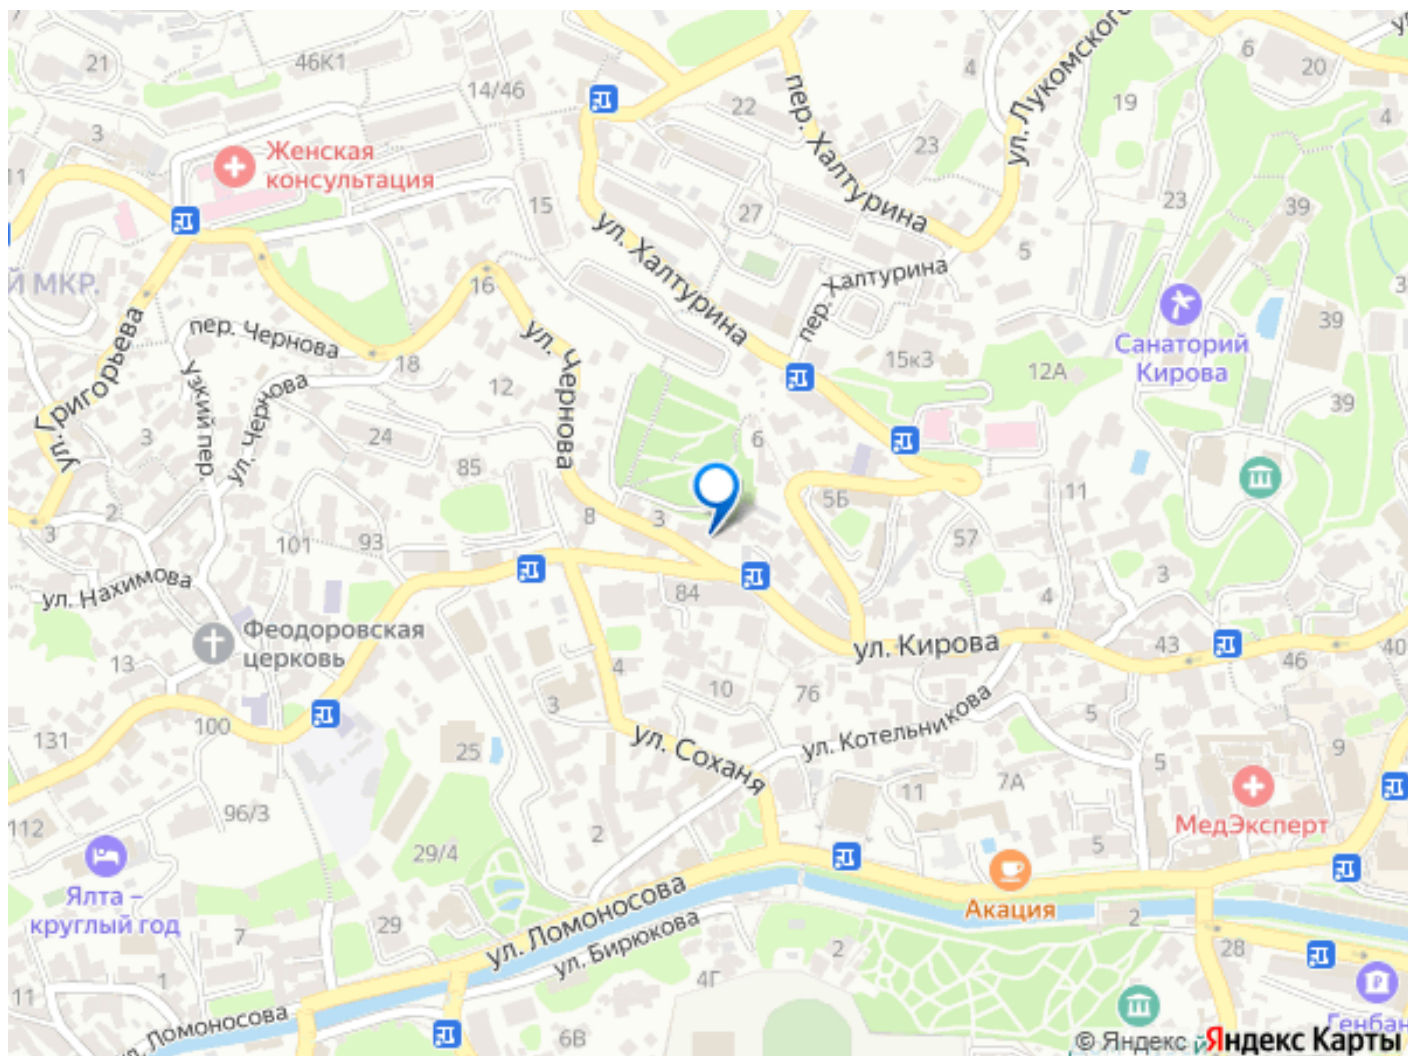 21
46К1
14/46
3
11
Женская
консультация
15
22
23
4
19
6
20
4
ул. Лукомского
пер. Халтурина
27
ул. Халтурина
пер. Халтурина
5
23
39
39
Санаторий
Кирова
39
12А
15к3
Й МКР.
16
пер. Чернова
18
ул. Чернова
ул. Григорьева
Узкий пер.
ул. Чернова
12
24
3
85
6
5Б
11
57
2
3
101
93
8
3
ул. Нахимова
84
3
4
Феодоровская
церковь
13
ул. Кирова
43
46
40
4
10
76
3
ул. Котельникова
5
9
100
131
25
ул. Соханя
7А
11
5
МедЭксперт
96/3
112
2
29/4
5
Ялта –
круглый год
29
7
ул. Ломоносова
Акация
2
ул. Бирюкова
2
28
4Г
1
11
ул. Ломоносова
6В
Генбан
© Яндекс
Яндекс Карты